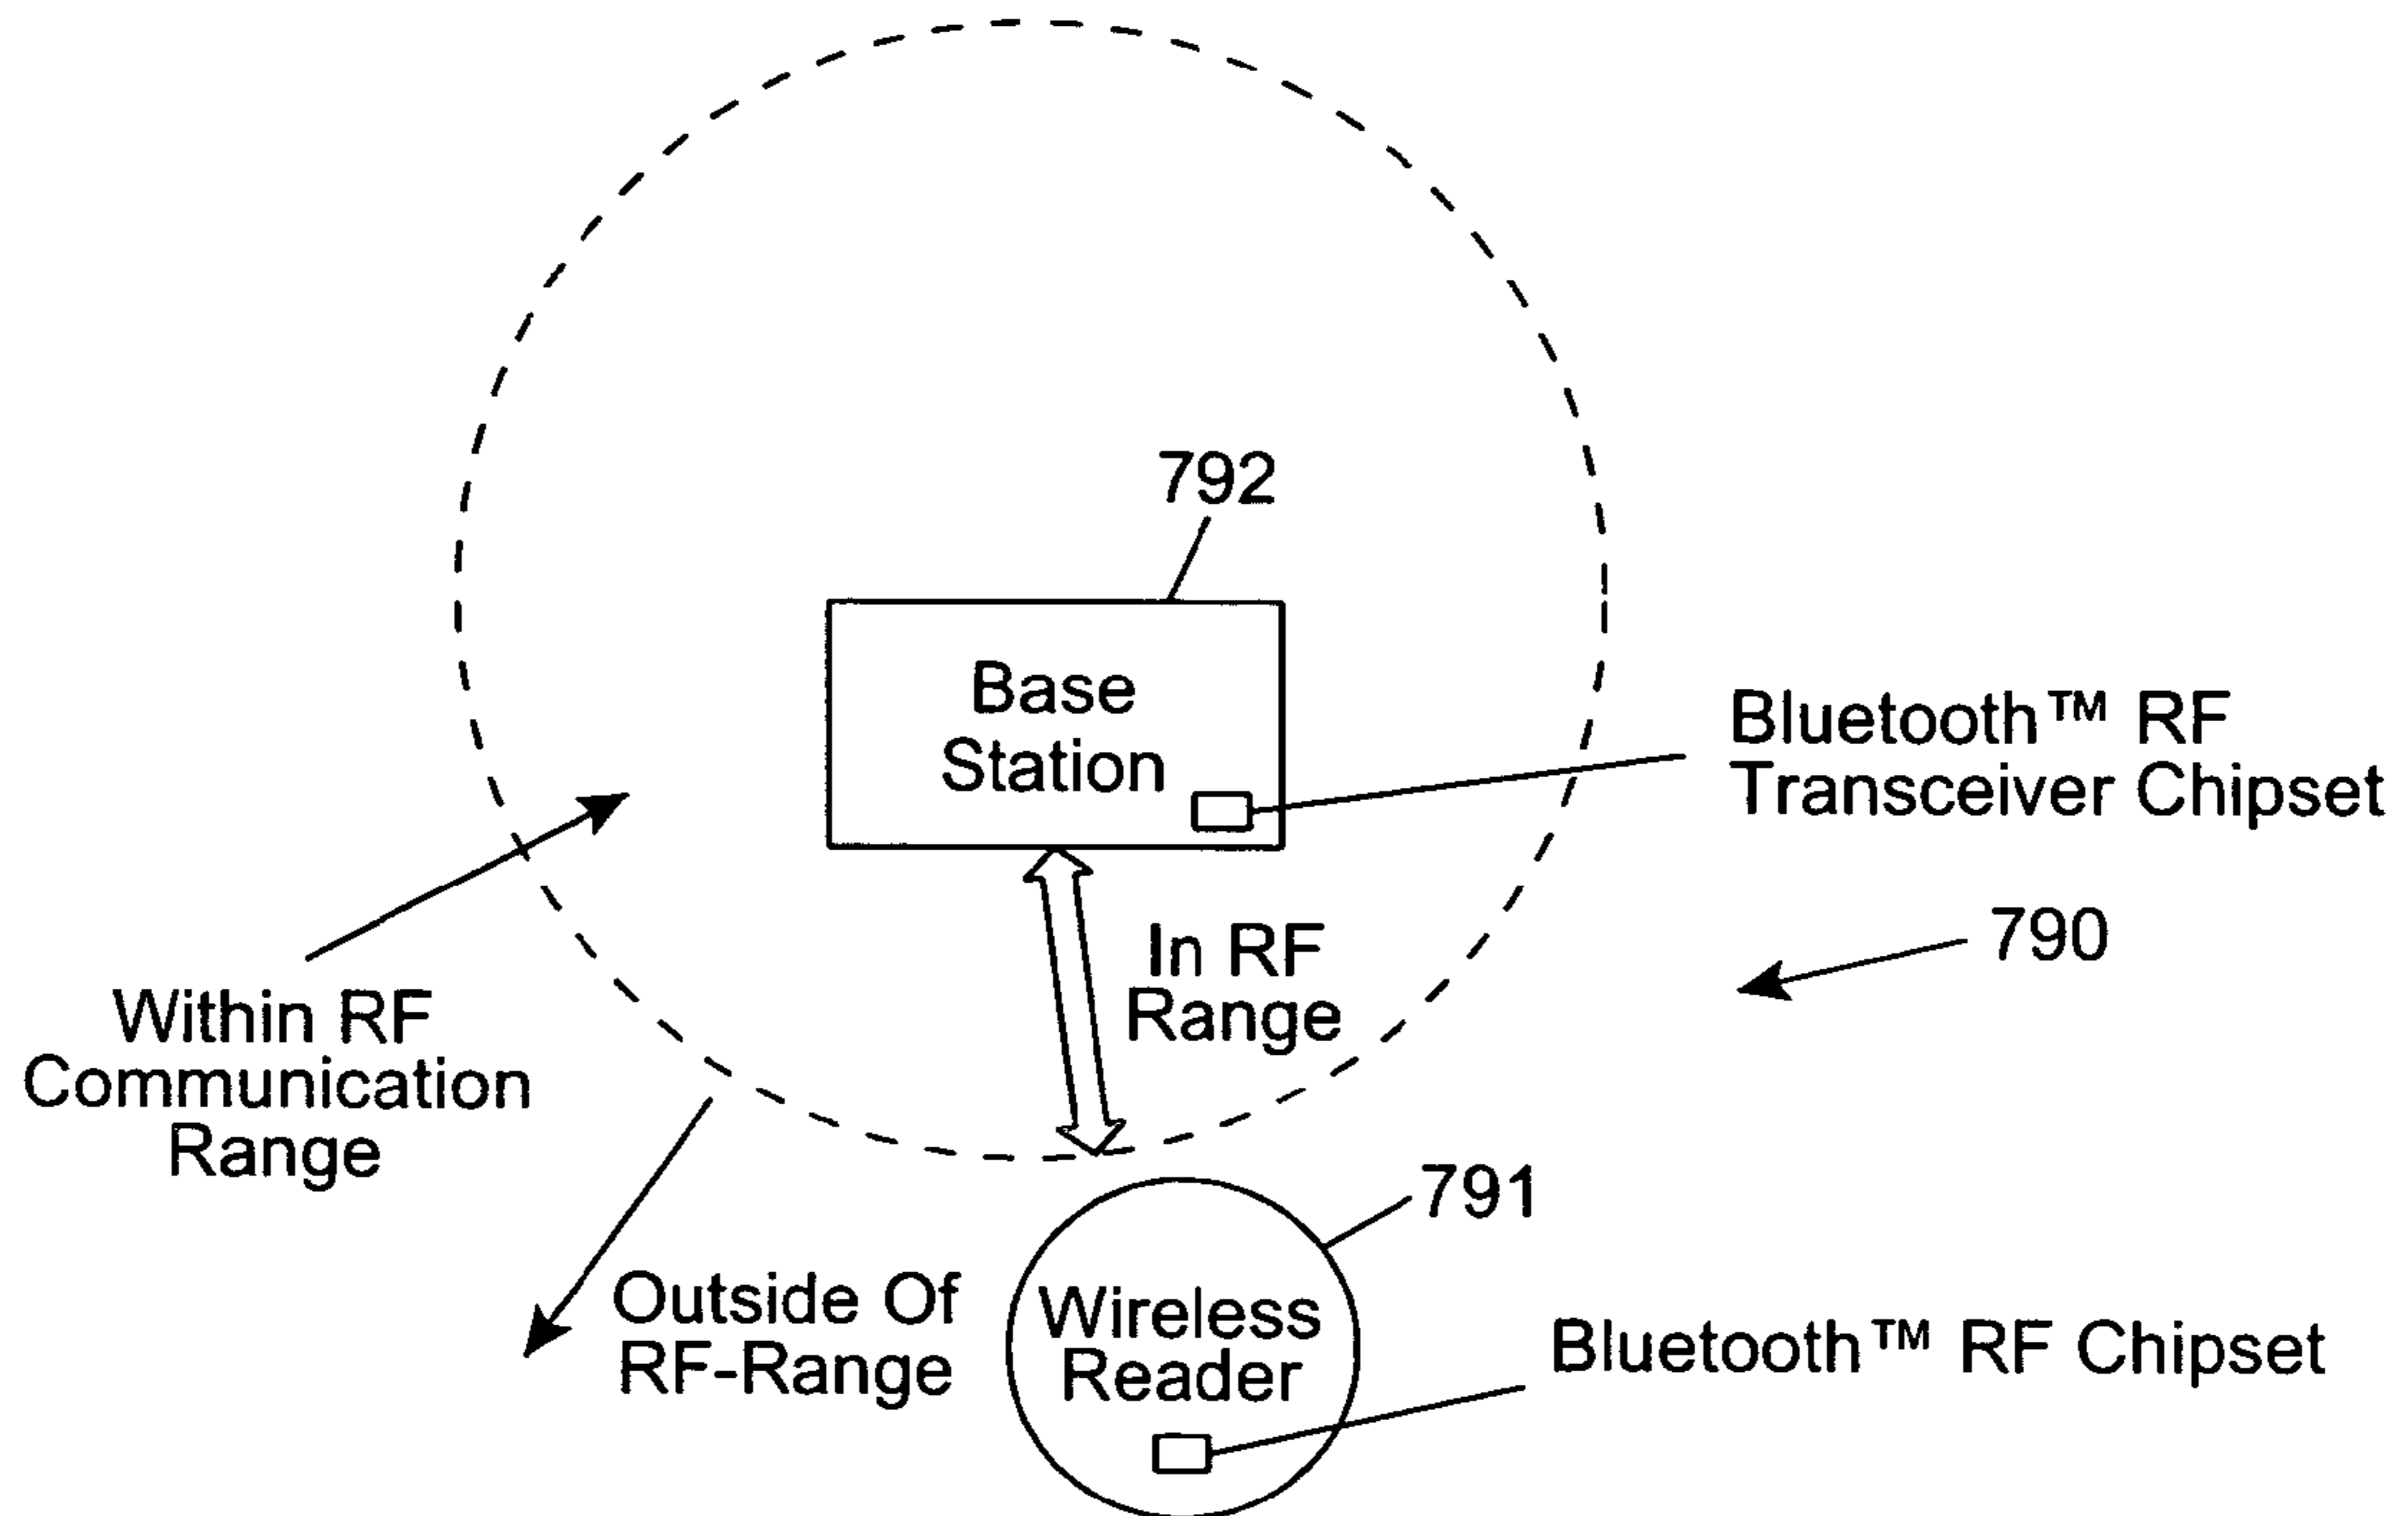 792
Base
Station
Bluetooth™ RF
Transceiver Chipset
790
In RF
Range
Within RF
Communication
Range
791
Outside Of
RF-Range
Wireless
Reader
Bluetooth™ RF Chipset